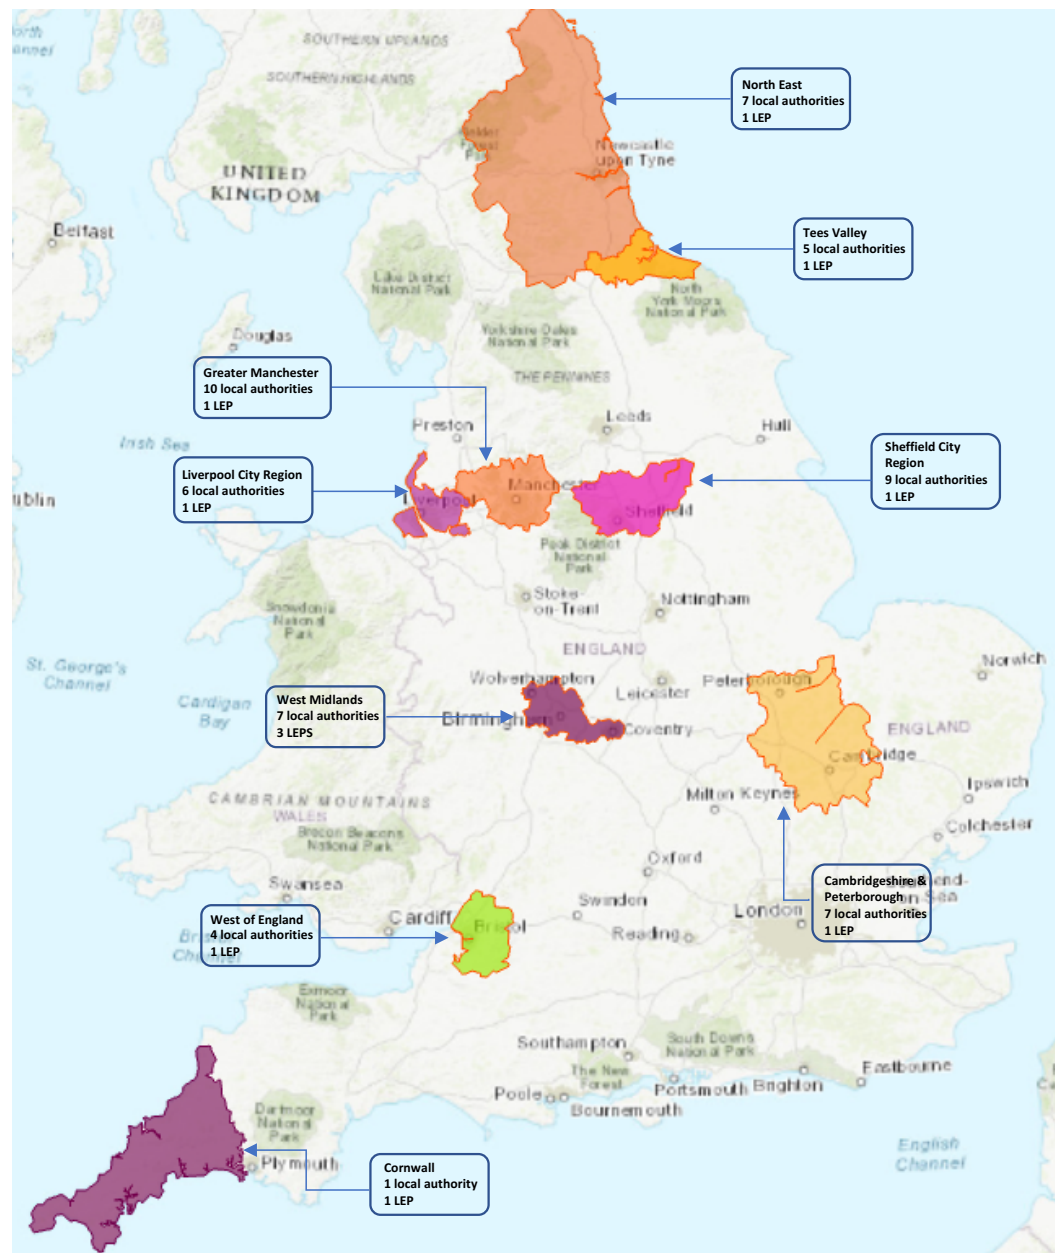 SOUTHERN UPLANDS
SOUTHERN HIGHLANDS
North East
7 local authorities
1 LEP
Newcastle
upon Tyne
UNITED
KINGDOM
Belfast
Tees Valley
5 local authorities
1 LEP
Lake District
National Park
North
York Moors
National Park
Yorkshire Dales
National Park
Douglas
THE PENNINES
Greater Manchester
10 local authorities
1 LEP
Preston
Leeds
Hull
Irish Sea
Sheffield City
Region
9 local authorities
1 LEP
Liverpool City Region
6 local authorities
1 LEP
Liverpool
Manchester
Sheffield
ublin
Peak District
National
Park
Stoke-
on-Trent
Nottingham
Snowdonia
National
Park
ENGLAND
St. George's
Channel
Cardigan
Bay
Wolverhampton
Leicester
Peterborough
Norwich
West Midlands
7 local authorities
3 LEPS
Birmingham
Coventry
ENGLAND
Cambridge
Ipswich
Milton Keynes
Colchester
CAMBRIAN MOUNTAINS
WALES
Brecon Beacons
National Park
Oxford
Swansea
Cambridgeshire &
Peterborough
7 local authorities
1 LEP
end-
on-Sea
Swindon
London
Reading
West of England
4 local authorities
1 LEP
Cardiff
Bristol
Bristol
Channel
Exmoor
National
Park
Southampton
South Downs
National Park
The New
Forest
Eastbourne
Portsmouth
Brighton
Poole
Bournemouth
Dartmoor
National
Park
Plymouth
English
Channel
Cornwall
1 local authority
1 LEP